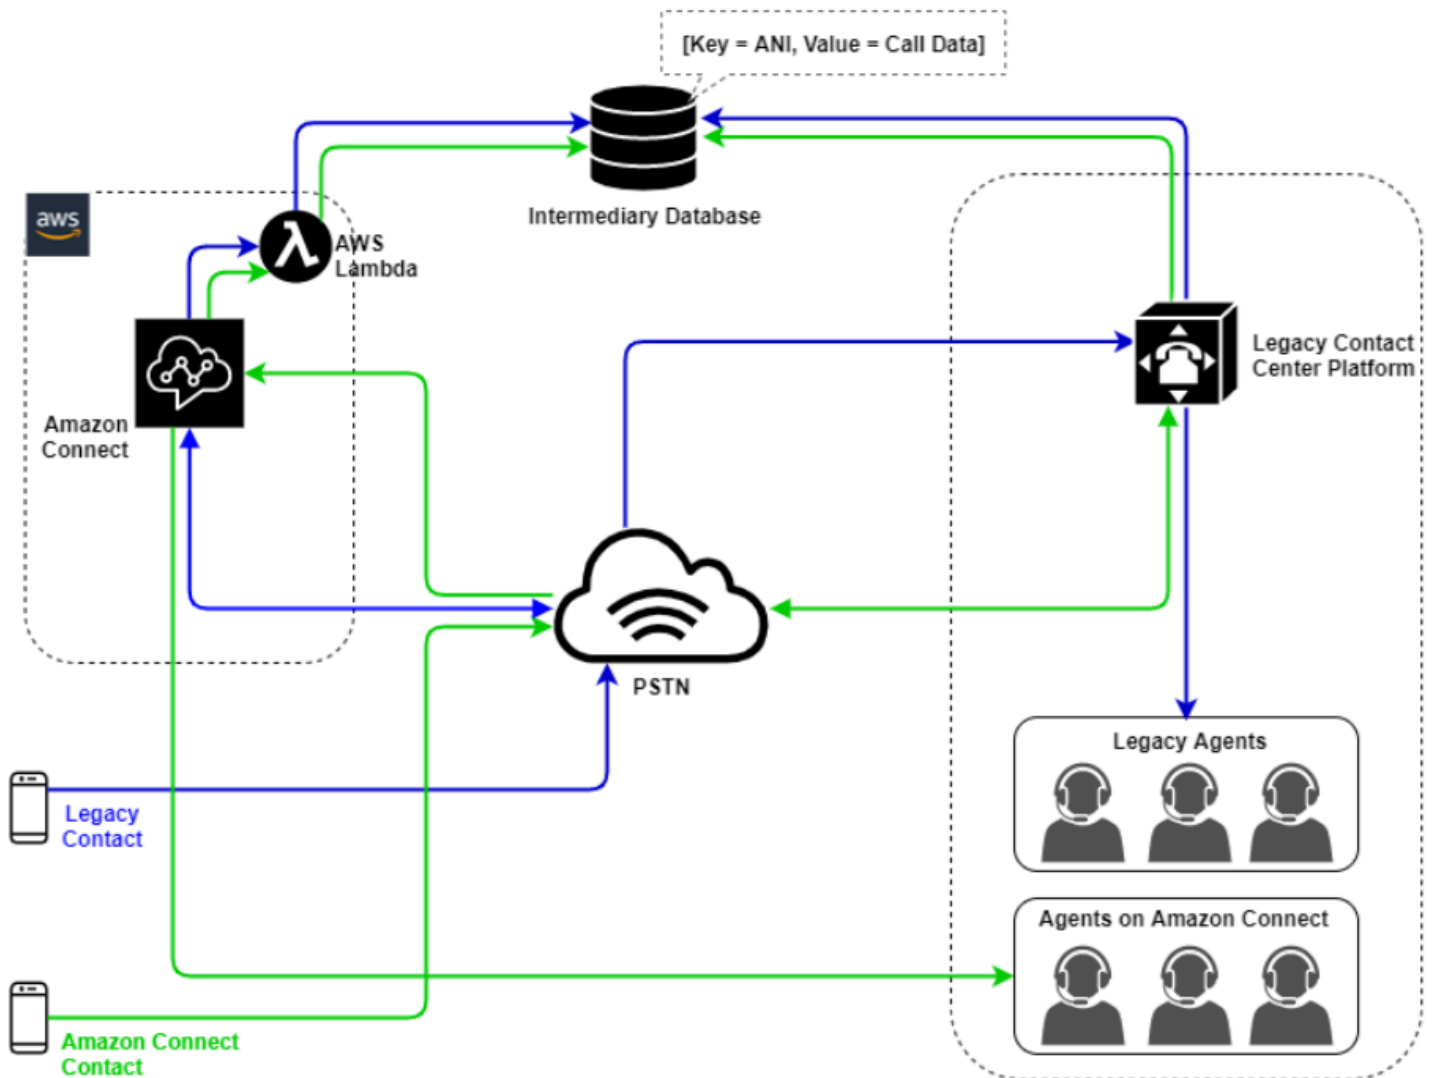 [Key = ANI, Value = Call Data]
Intermediary Database
aws
AWS
Lambda
Legacy Contact
Center Platform
Amazon
Connect
PSTN
Legacy Agents
Legacy
Contact
Agents on Amazon Connect
Amazon Connect
Contact